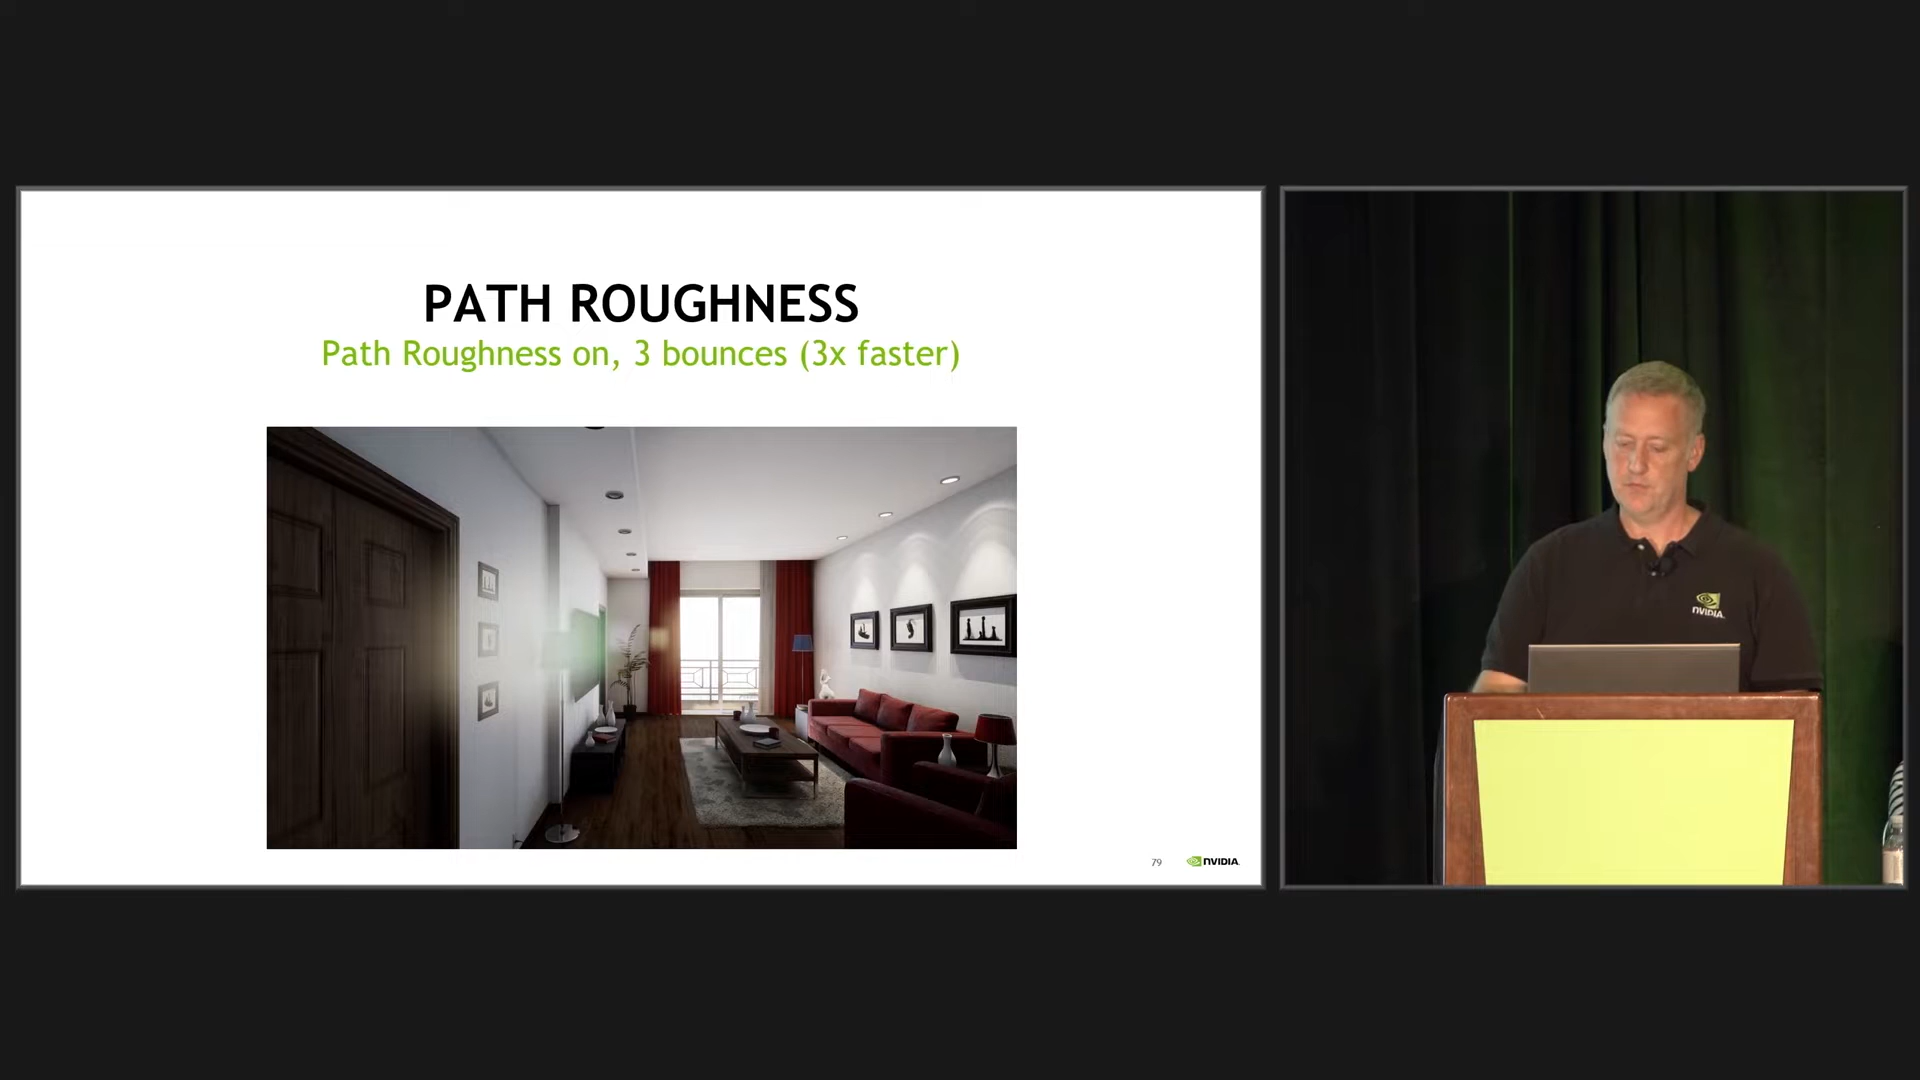 PATH ROUGHNESS
Path Roughness on, 3 bounces (3x faster)
79
NVIDIA
NVIDIA